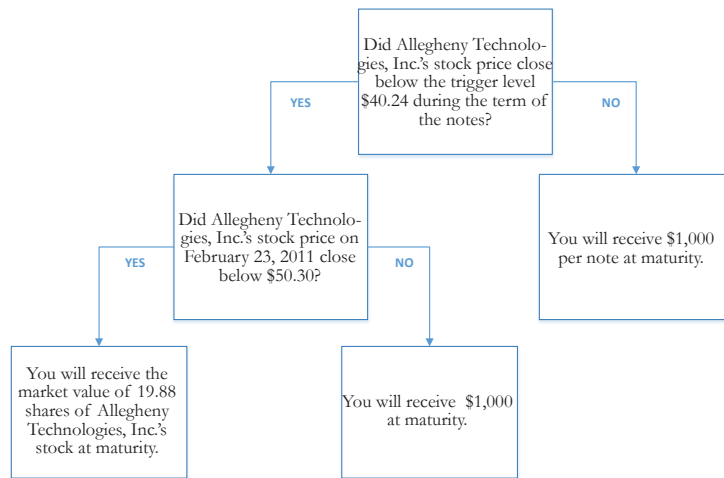 Did Allegheny Technolo-
gies, Inc.'s stock price close
below the trigger level
$40.24 during the term of
the notes?
YES
NO
Did Allegheny Technolo-
gies, Inc.'s stock price on
February 23, 2011 close
below $50.30?
You will receive $1,000
per note at maturity.
YES
NO
You will receive the
market value of 19.88
shares of Allegheny
Technologies, Inc.'s
stock at maturity.
You will receive $1,000
at maturity.